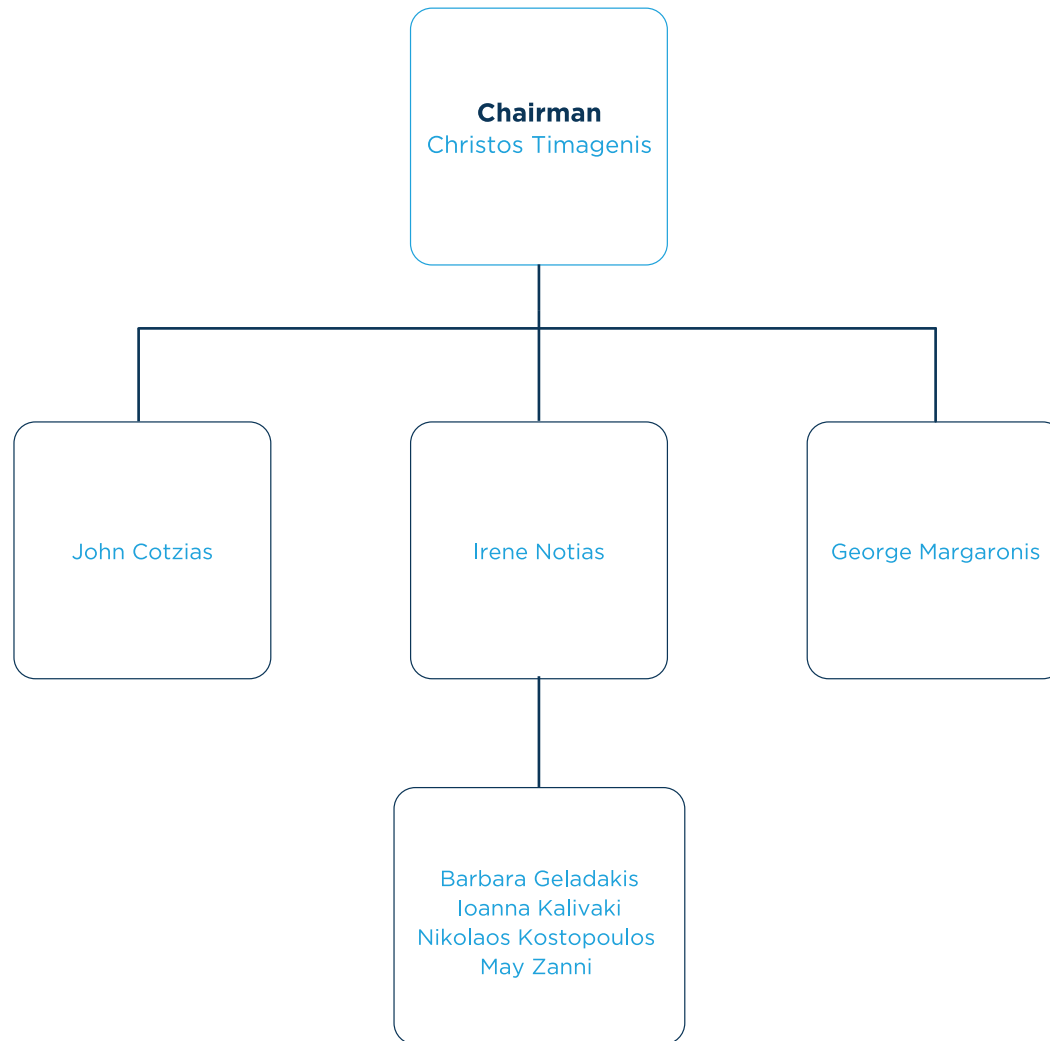 Chairman
Christos Timagenis
John Cotzias
Irene Notias
George Margaronis
Barbara Geladakis
Ioanna Kalivaki
Nikolaos Kostopoulos
May Zanni